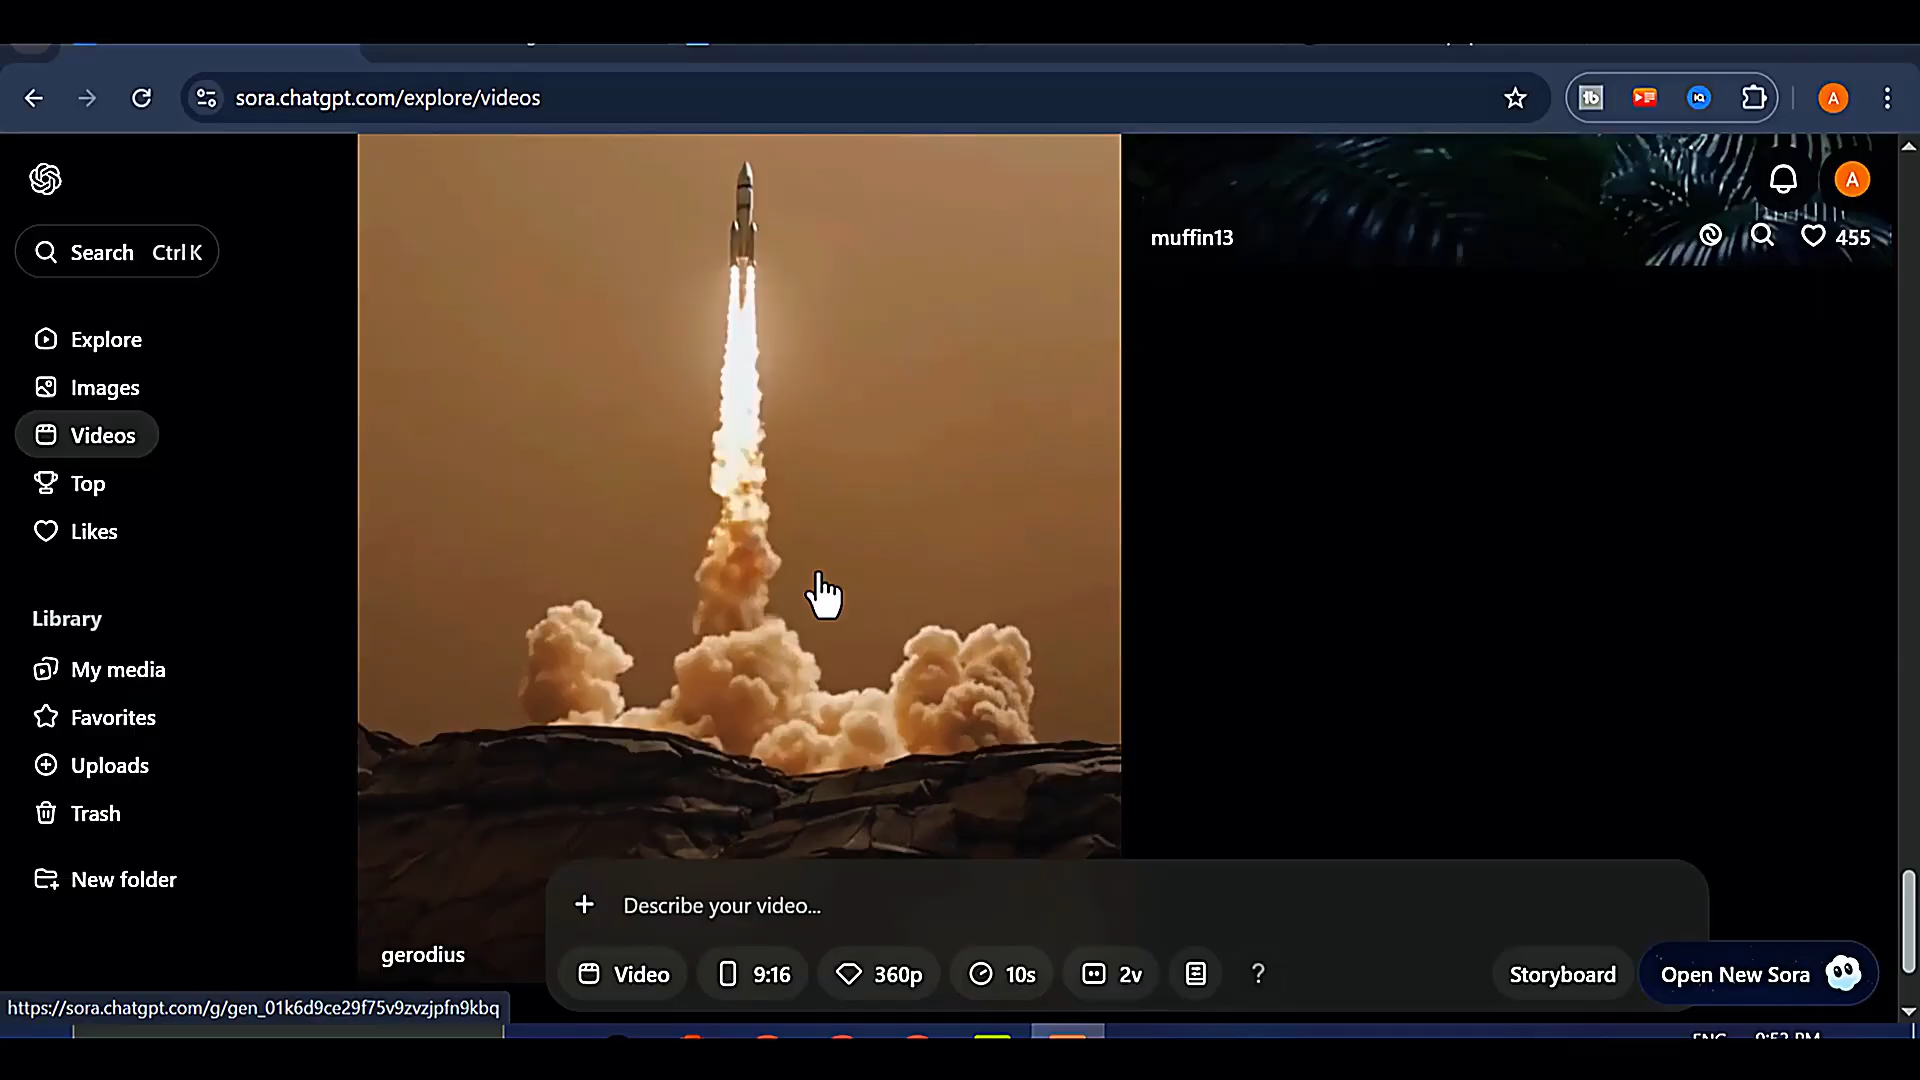 sora.chatgpt.com/explore/videos
A
A
muffin13
455
Search Ctrl K
Explore
Images
Videos
Top
Likes
Library
My media
Favorites
Uploads
Trash
New folder
Describe your video...
gerodius
Video
9:16
360p
10s
2v
?
Storyboard
Open New Sora
https://sora.chatgpt.com/g/gen_01k6d9ce29f75v9zvzjpfn9kbq